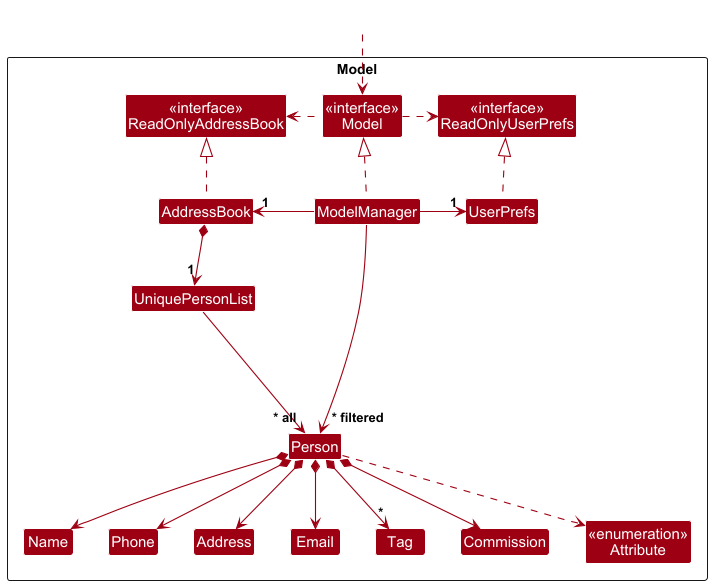 Model
«interface»
ReadOnlyAddressBook
«interface»
Model
«interface»
ReadOnlyUserPrefs
AddressBook
1
ModelManager
1
UserPrefs
1
UniquePersonList
* all
* filtered
Person
*
Name
Phone
Address
Email
Tag
Commission
«enumeration»
Attribute